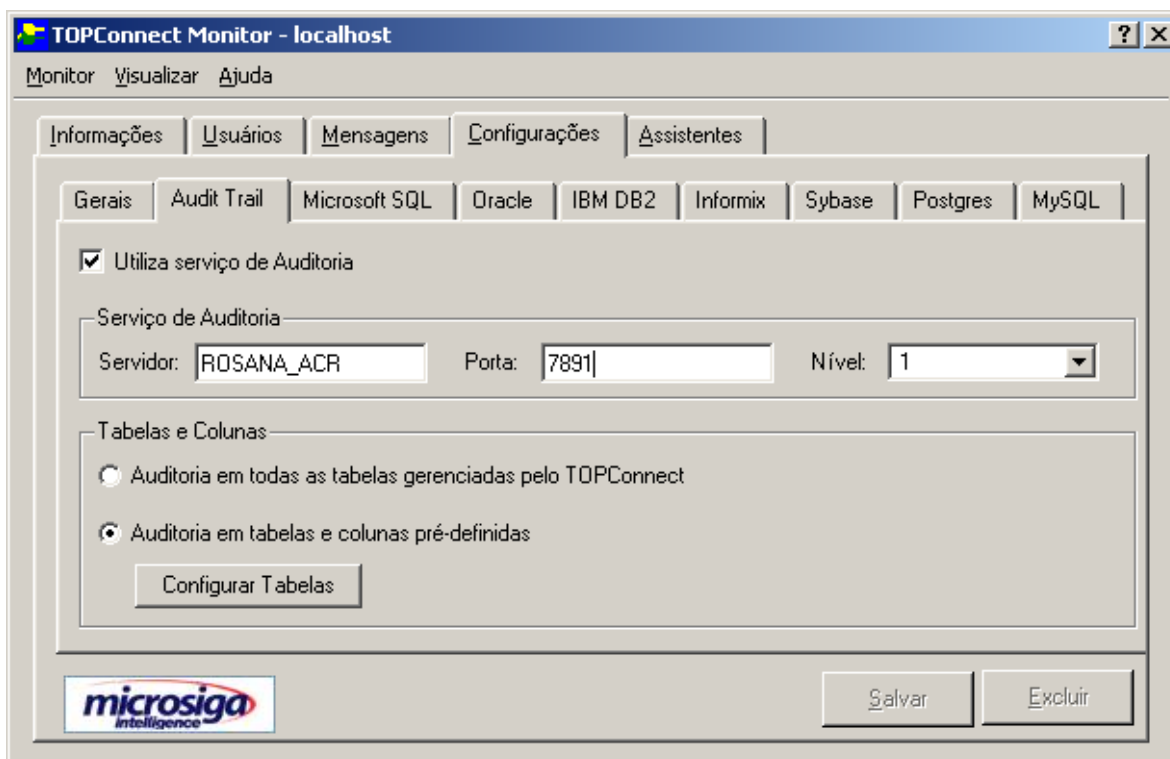 TOPConnect Monitor - localhost
Monitor Visualizar Ajuda
Informações Usuários Mensagens Configurações Assistentes
Gerais Audit Trail Microsoft SQL Oracle IBM DB2 Informix Sybase Postgres MySQL
Utiliza serviço de Auditoria
Serviço de Auditoria
Servidor: ROSANA_ACR Porta: 7891 Nível: 1
Tabelas e Colunas
Auditoria em todas as tabelas gerenciadas pelo TOPConnect
Auditoria em tabelas e colunas pré-definidas
Configurar Tabelas
microsiga
intelligence
Salvar Excluir